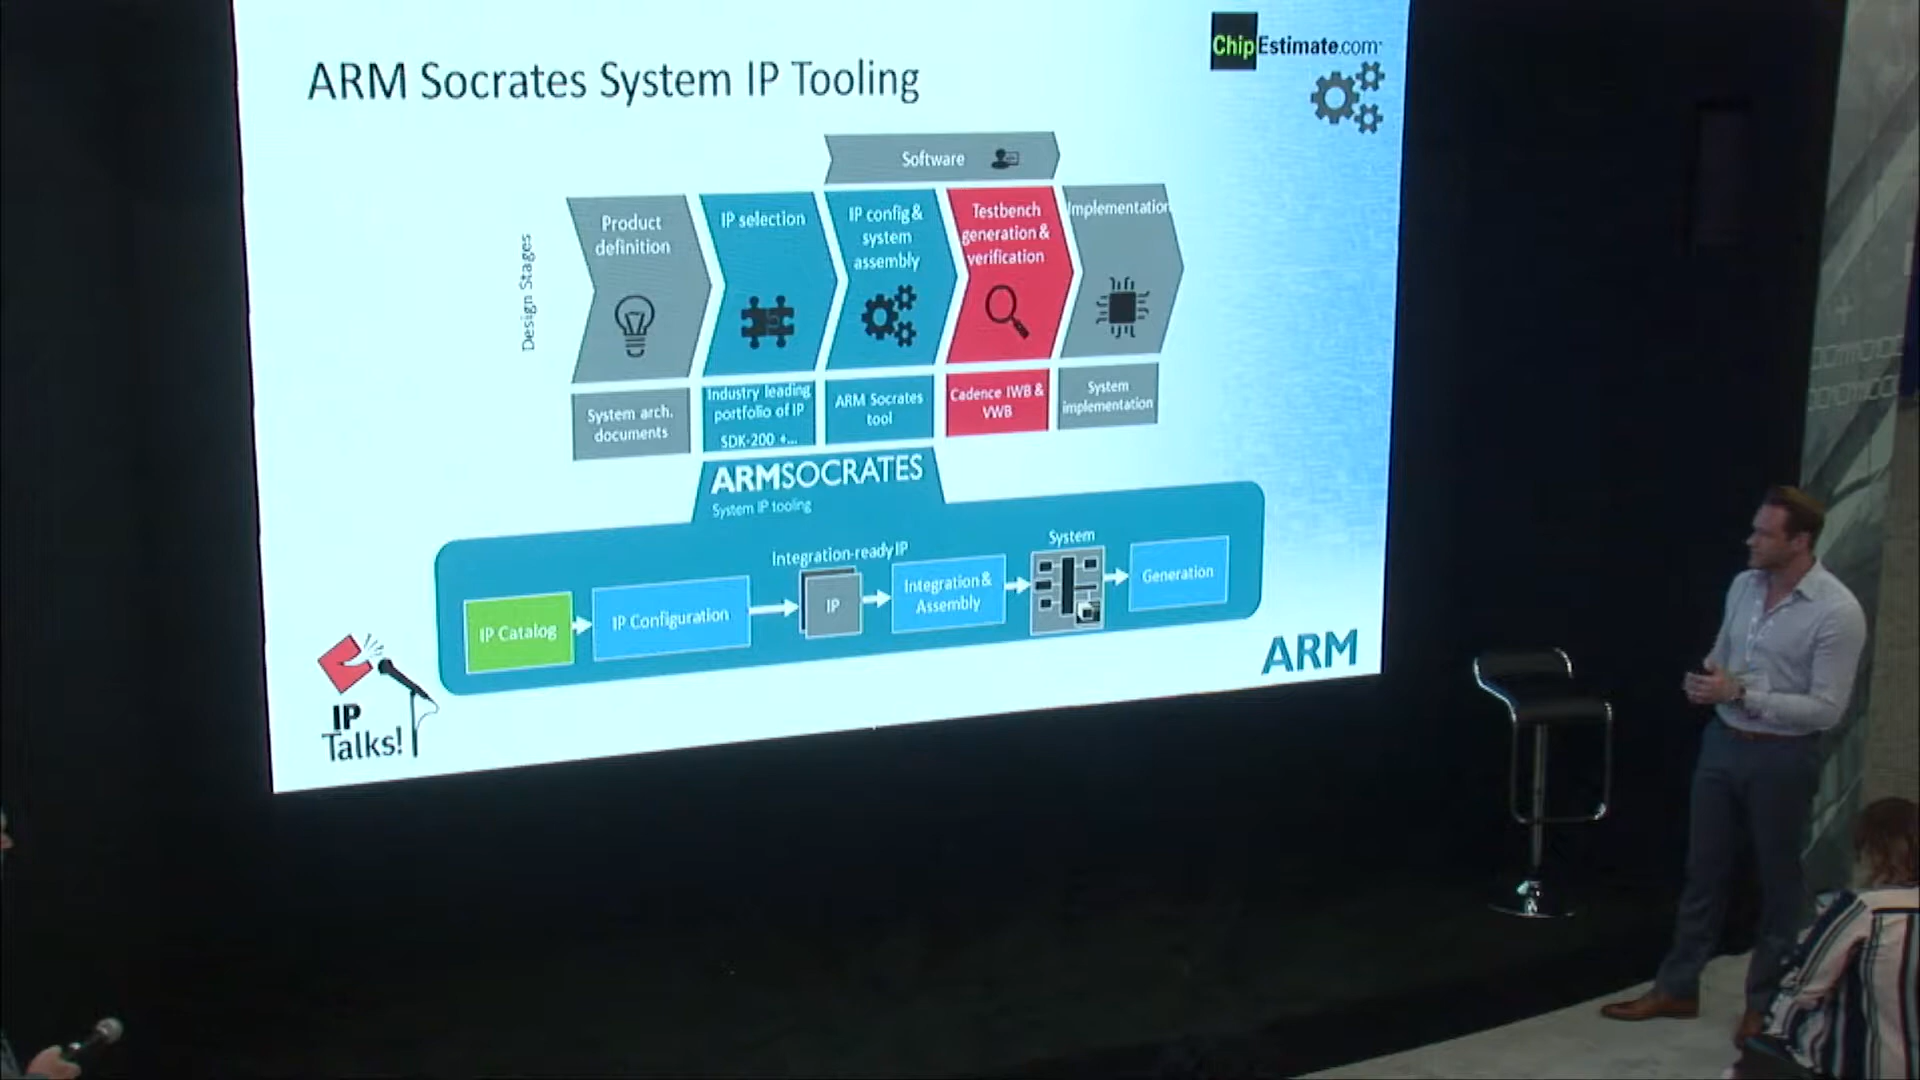 ARM Socrates System IP Tooling
ChipEstimate.com
Software
Design Stages
Product
definition
IP selection
IP config &
system
assembly
Testbench
generation &
verification
Implementation
System arch.
documents
Industry leading
portfolio of IP
SDK-200 +...
ARM Socrates
tool
Cadence IWB &
VWB
System
implementation
ARMSOCRATES
System IP tooling
IP Catalog
IP Configuration
Integration-ready IP
IP
Integration &
Assembly
System
Generation
IP
Talks!
ARM